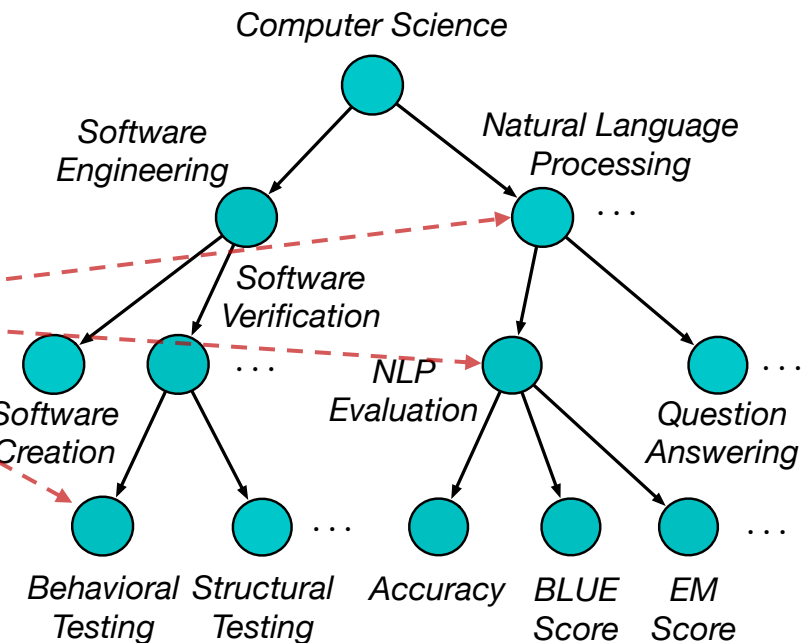 Computer Science
Software
Engineering
Natural Language
Processing
...
Software
Verification
...
NLP
Evaluation
...
Software
Creation
Question
Answering
...
...
Behavioral
Testing
Structural
Testing
Accuracy
BLUE
Score
EM
Score